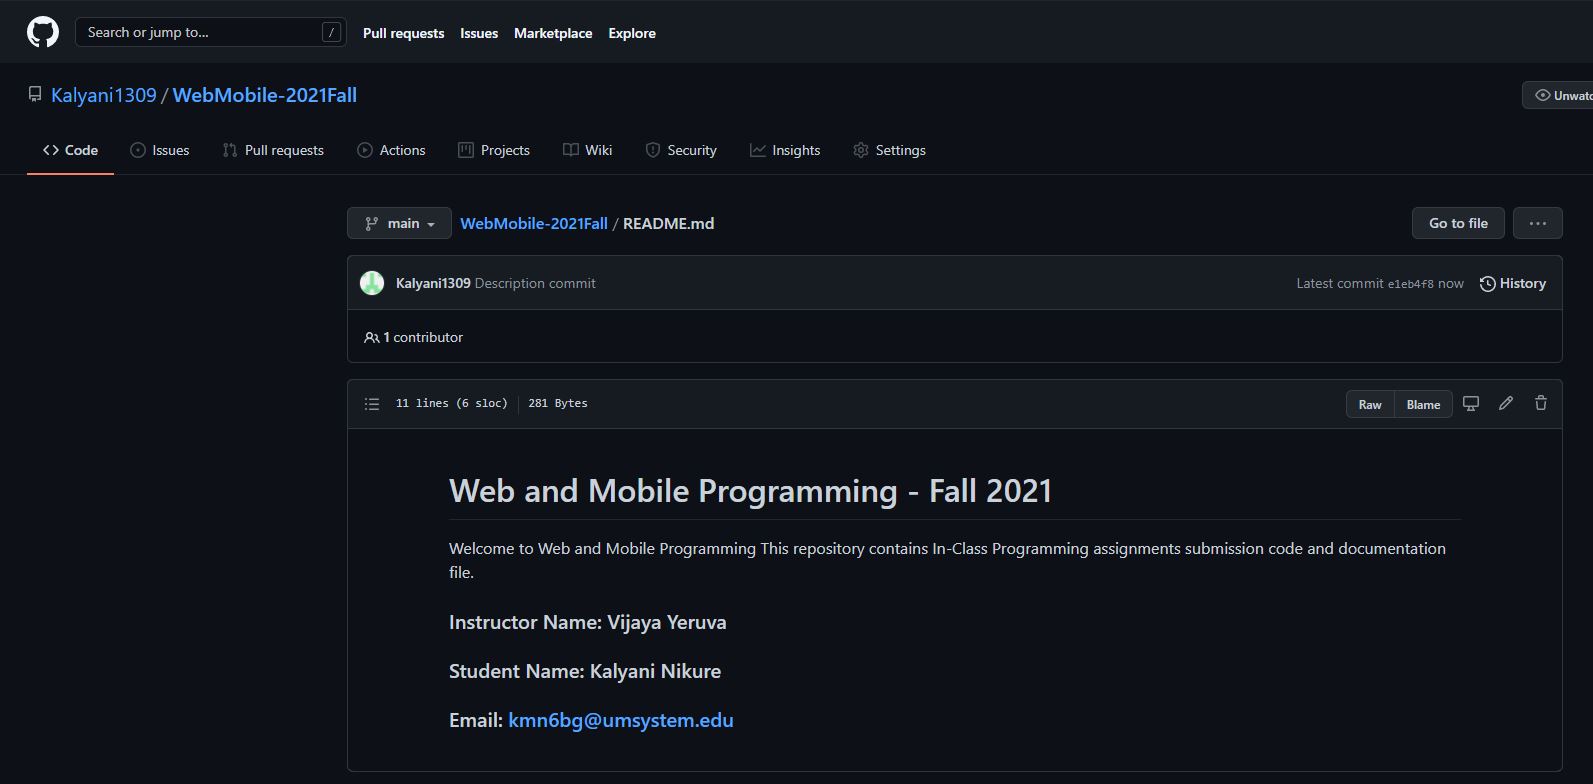 Search or jump to... /
Pull requests Issues Marketplace Explore
Kalyani1309 / WebMobile-2021Fall
Unwatc
Code Issues Pull requests Actions Projects Wiki Security Insights Settings
main WebMobile-2021Fall / README.md Go to file ...
Kalyani1309 Description commit Latest commit e1eb4f8 now History
1 contributor
11 lines (6 sloc) 281 Bytes Raw Blame
Web and Mobile Programming - Fall 2021
Welcome to Web and Mobile Programming This repository contains In-Class Programming assignments submission code and documentation
file.
Instructor Name: Vijaya Yeruva
Student Name: Kalyani Nikure
Email: kmn6bg@umsystem.edu